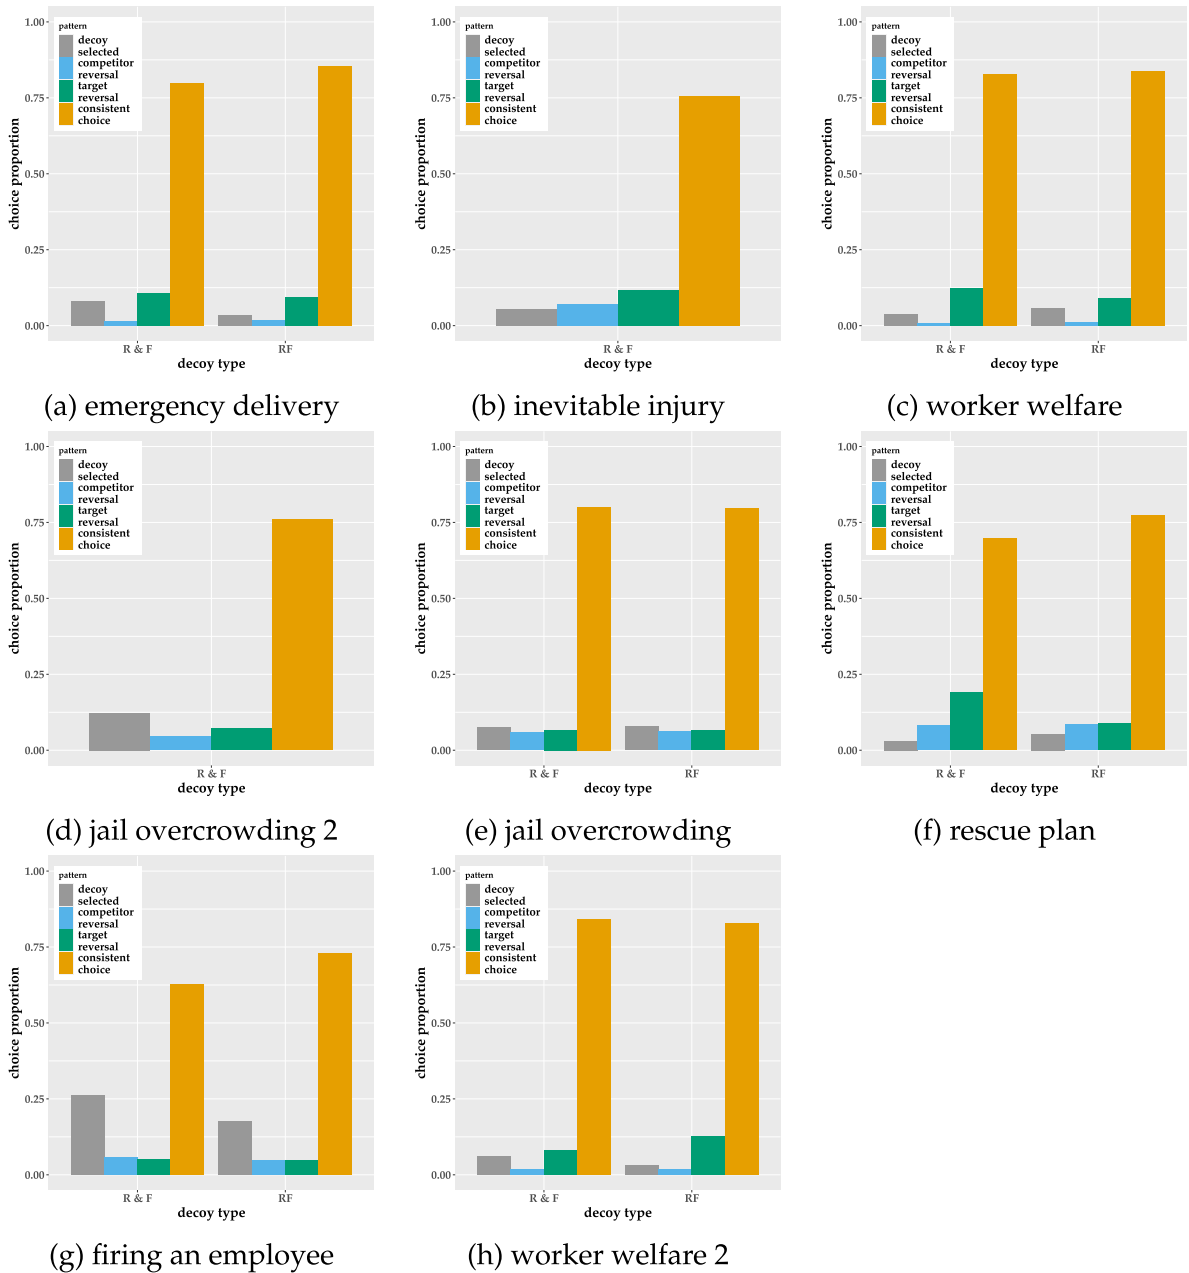 1.00
0.75
0.50
0.25
0.00
choice proportion
pattern
decoy
selected
competitor
reversal
target
reversal
consistent
choice
R & F
RF
decoy type
(a) emergency delivery
1.00
0.75
0.50
0.25
0.00
choice proportion
pattern
decoy
selected
competitor
reversal
target
reversal
consistent
choice
R & F
decoy type
(b) inevitable injury
1.00
0.75
0.50
0.25
0.00
choice proportion
pattern
decoy
selected
competitor
reversal
target
reversal
consistent
choice
R & F
RF
decoy type
(c) worker welfare
1.00
0.75
0.50
0.25
0.00
choice proportion
pattern
decoy
selected
competitor
reversal
target
reversal
consistent
choice
R & F
decoy type
(d) jail overcrowding 2
1.00
0.75
0.50
0.25
0.00
choice proportion
pattern
decoy
selected
competitor
reversal
target
reversal
consistent
choice
R & F
RF
decoy type
(e) jail overcrowding
1.00
0.75
0.50
0.25
0.00
choice proportion
pattern
decoy
selected
competitor
reversal
target
reversal
consistent
choice
R & F
RF
decoy type
(f) rescue plan
1.00
0.75
0.50
0.25
0.00
choice proportion
pattern
decoy
selected
competitor
reversal
target
reversal
consistent
choice
R & F
RF
decoy type
(g) firing an employee
1.00
0.75
0.50
0.25
0.00
choice proportion
pattern
decoy
selected
competitor
reversal
target
reversal
consistent
choice
R & F
RF
decoy type
(h) worker welfare 2